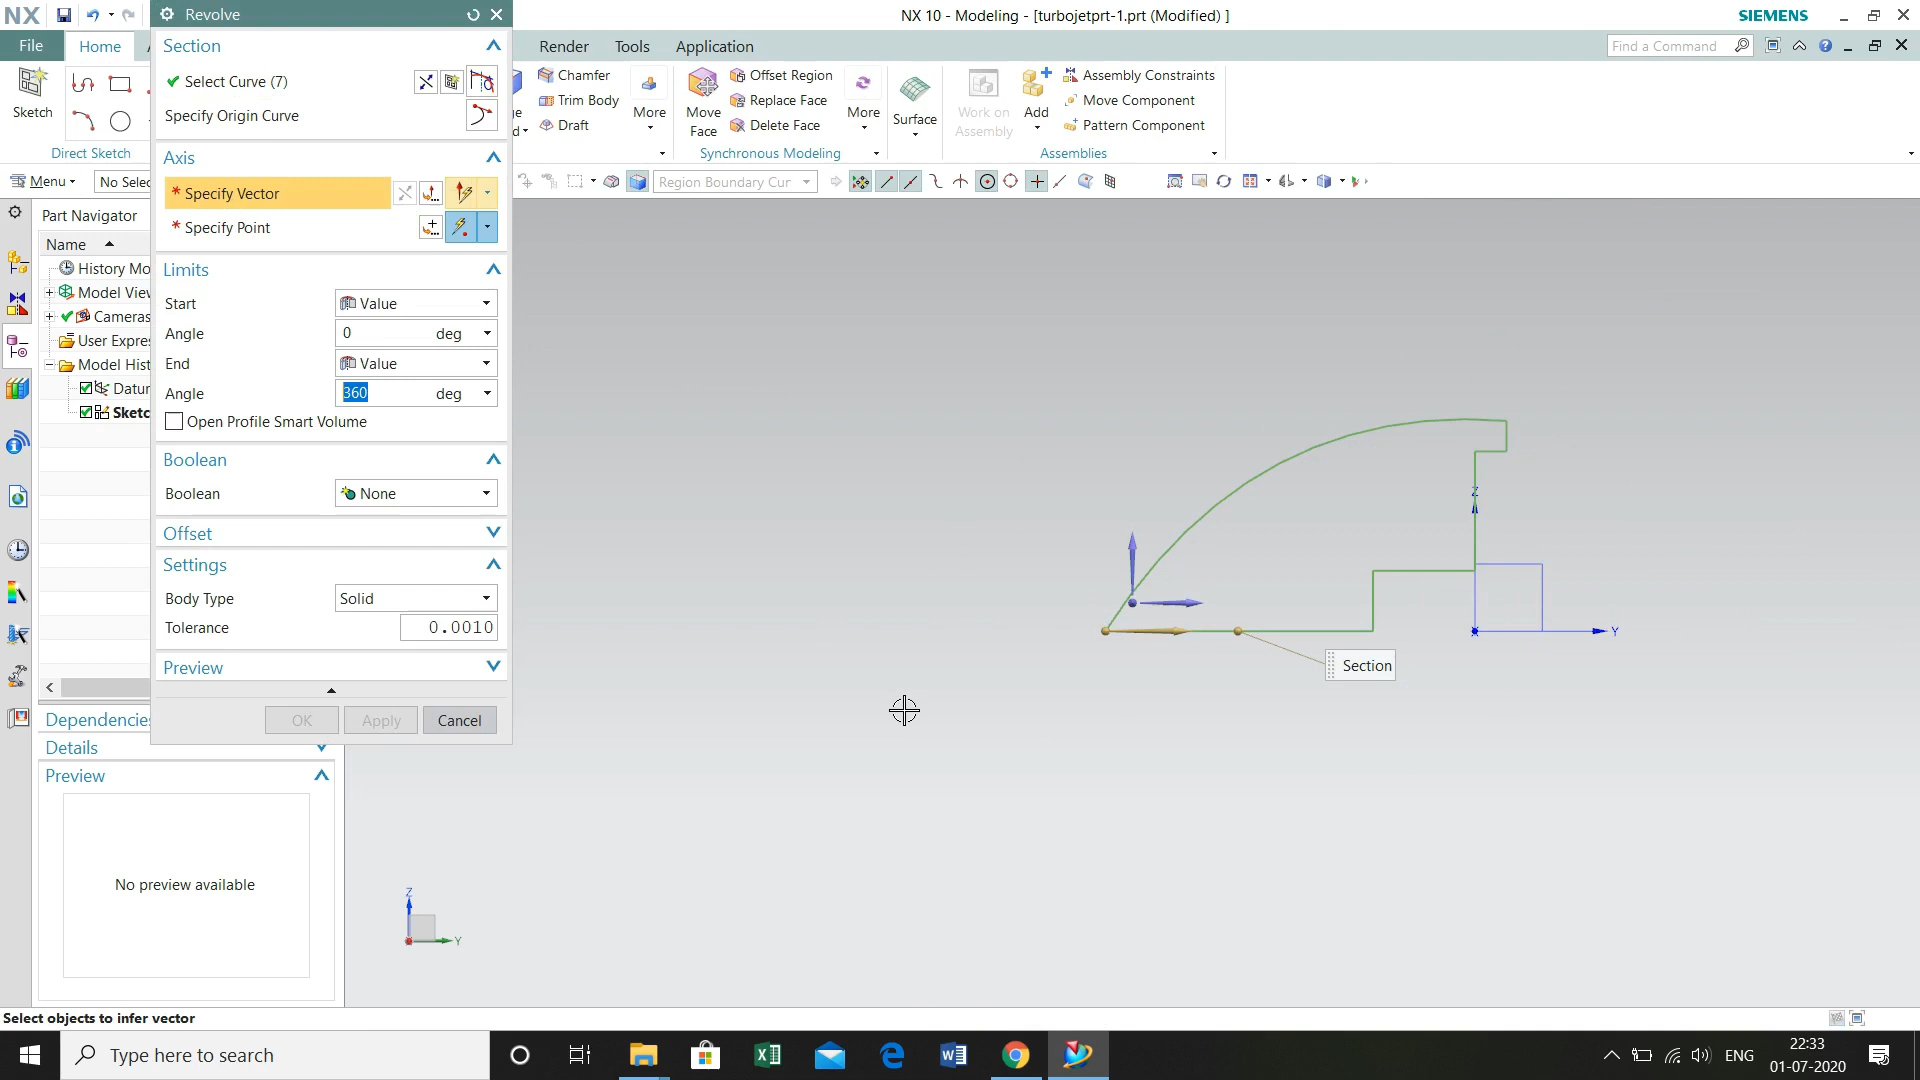 NX
Revolve
NX 10 - Modeling - [turbojetprt-1.prt (Modified) ]
SIEMENS
File
Home
Render
Tools
Application
Find a Command
Section
Select Curve (7)
Specify Origin Curve
Axis
* Specify Vector
* Specify Point
Limits
Start
Value
Angle
0
deg
End
Value
Angle
360
deg
Open Profile Smart Volume
Boolean
Boolean
None
Offset
Settings
Body Type
Solid
Tolerance
0.0010
Preview
OK
Apply
Cancel
Sketch
Direct Sketch
Chamfer
Trim Body
Draft
More
Move
Face
Offset Region
Replace Face
Delete Face
More
Synchronous Modeling
Surface
Work on
Assembly
Add
Assembly Constraints
Move Component
Pattern Component
Assemblies
Menu
No Selec
Region Boundary Cur
Part Navigator
Name
History Mo
Model View
Cameras
User Expre
Model Hist
Datur
Sketc
Dependencies
Details
Preview
No preview available
Z
Y
Section
Z
Y
Select objects to infer vector
Type here to search
ENG
22:33
01-07-2020